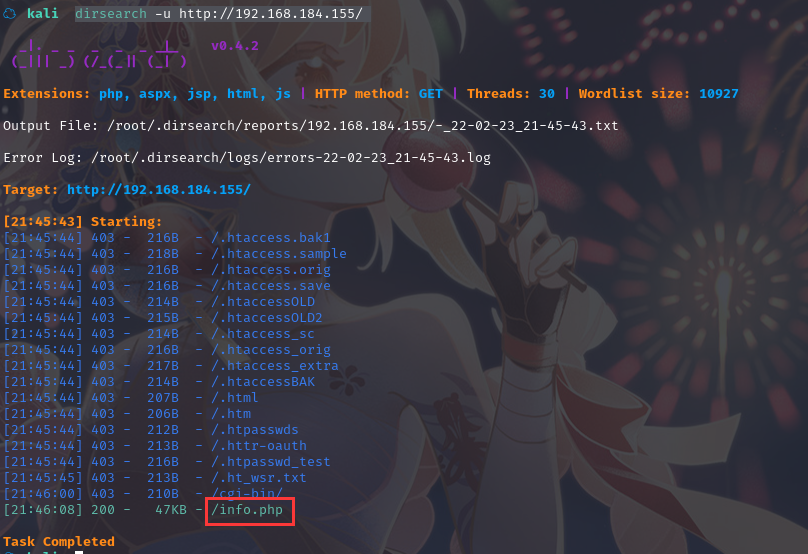 kali dirsearch -u http://192.168.184.155/
v0.4.2
Extensions: php, aspx, jsp, html, js | HTTP method: GET | Threads: 30 | Wordlist size: 10927
Output File: /root/.dirsearch/reports/192.168.184.155/-_22-02-23_21-45-43.txt
Error Log: /root/.dirsearch/logs/errors-22-02-23_21-45-43.log
Target: http://192.168.184.155/
[21:45:43] Starting:
[21:45:44] 403 -  216B  - /.htaccess.bak1
[21:45:44] 403 -  218B  - /.htaccess.sample
[21:45:44] 403 -  216B  - /.htaccess.orig
[21:45:44] 403 -  216B  - /.htaccess.save
[21:45:44] 403 -  214B  - /.htaccessOLD
[21:45:44] 403 -  215B  - /.htaccessOLD2
[21:45:44] 403 -  214B  - /.htaccess_sc
[21:45:44] 403 -  216B  - /.htaccess_orig
[21:45:44] 403 -  217B  - /.htaccess_extra
[21:45:44] 403 -  214B  - /.htaccessBAK
[21:45:44] 403 -  207B  - /.html
[21:45:44] 403 -  206B  - /.htm
[21:45:44] 403 -  212B  - /.htpasswds
[21:45:44] 403 -  213B  - /.httr-oauth
[21:45:44] 403 -  216B  - /.htpasswd_test
[21:45:45] 403 -  213B  - /.ht_wsr.txt
[21:46:00] 403 -  210B  - /cgi-bin/
[21:46:08] 200 -   47KB - /info.php
Task Completed